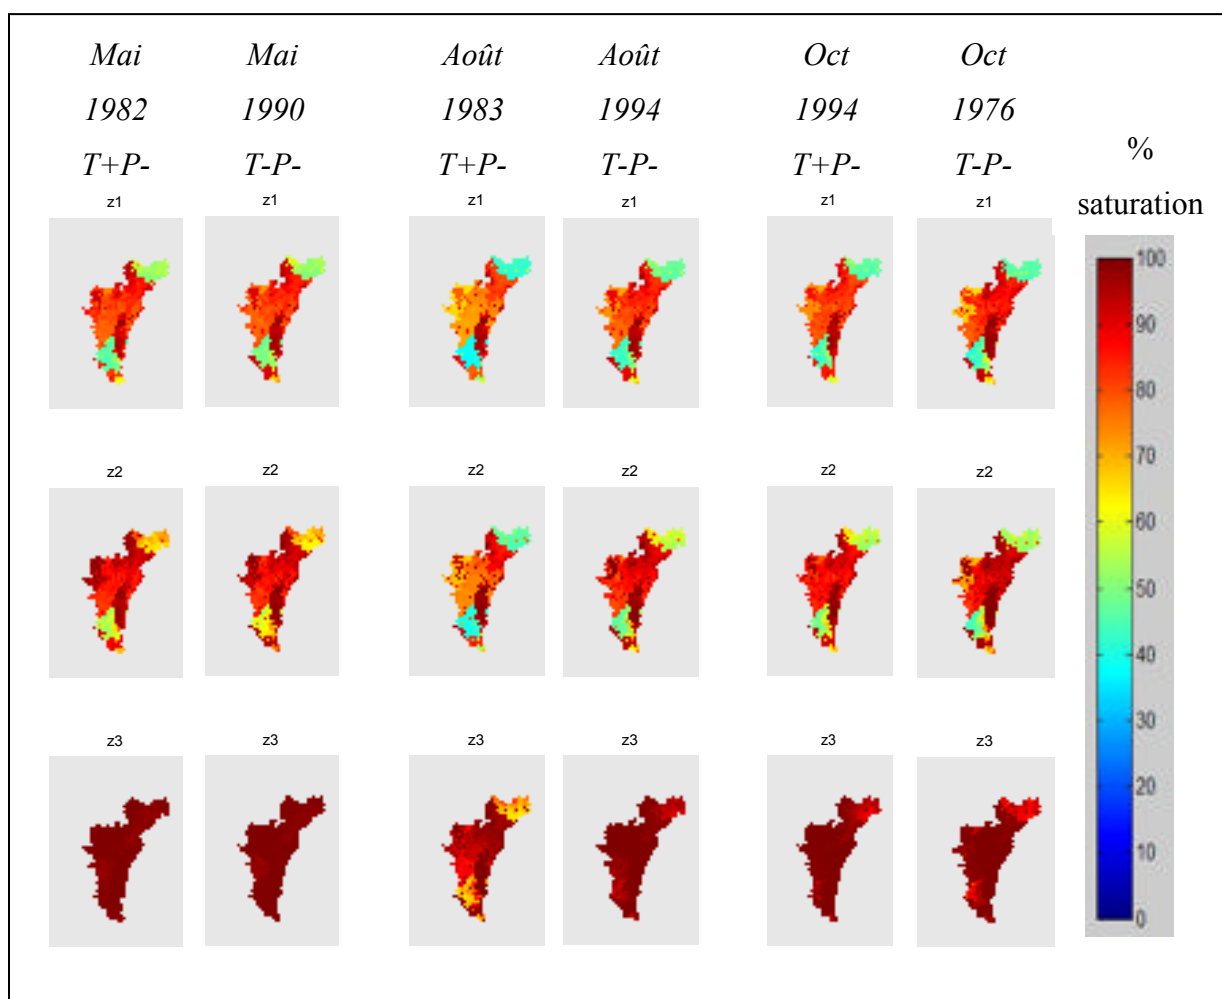 Mai Mai Août Août Oct Oct
1982 1990 1983 1994 1994 1976
T+P- T-P- T+P- T-P- T+P- T-P-
%
saturation
z1 z1 z1 z1 z1 z1
100
90
80
70
60
50
40
30
20
10
0
z2 z2 z2 z2 z2 z2
z3 z3 z3 z3 z3 z3